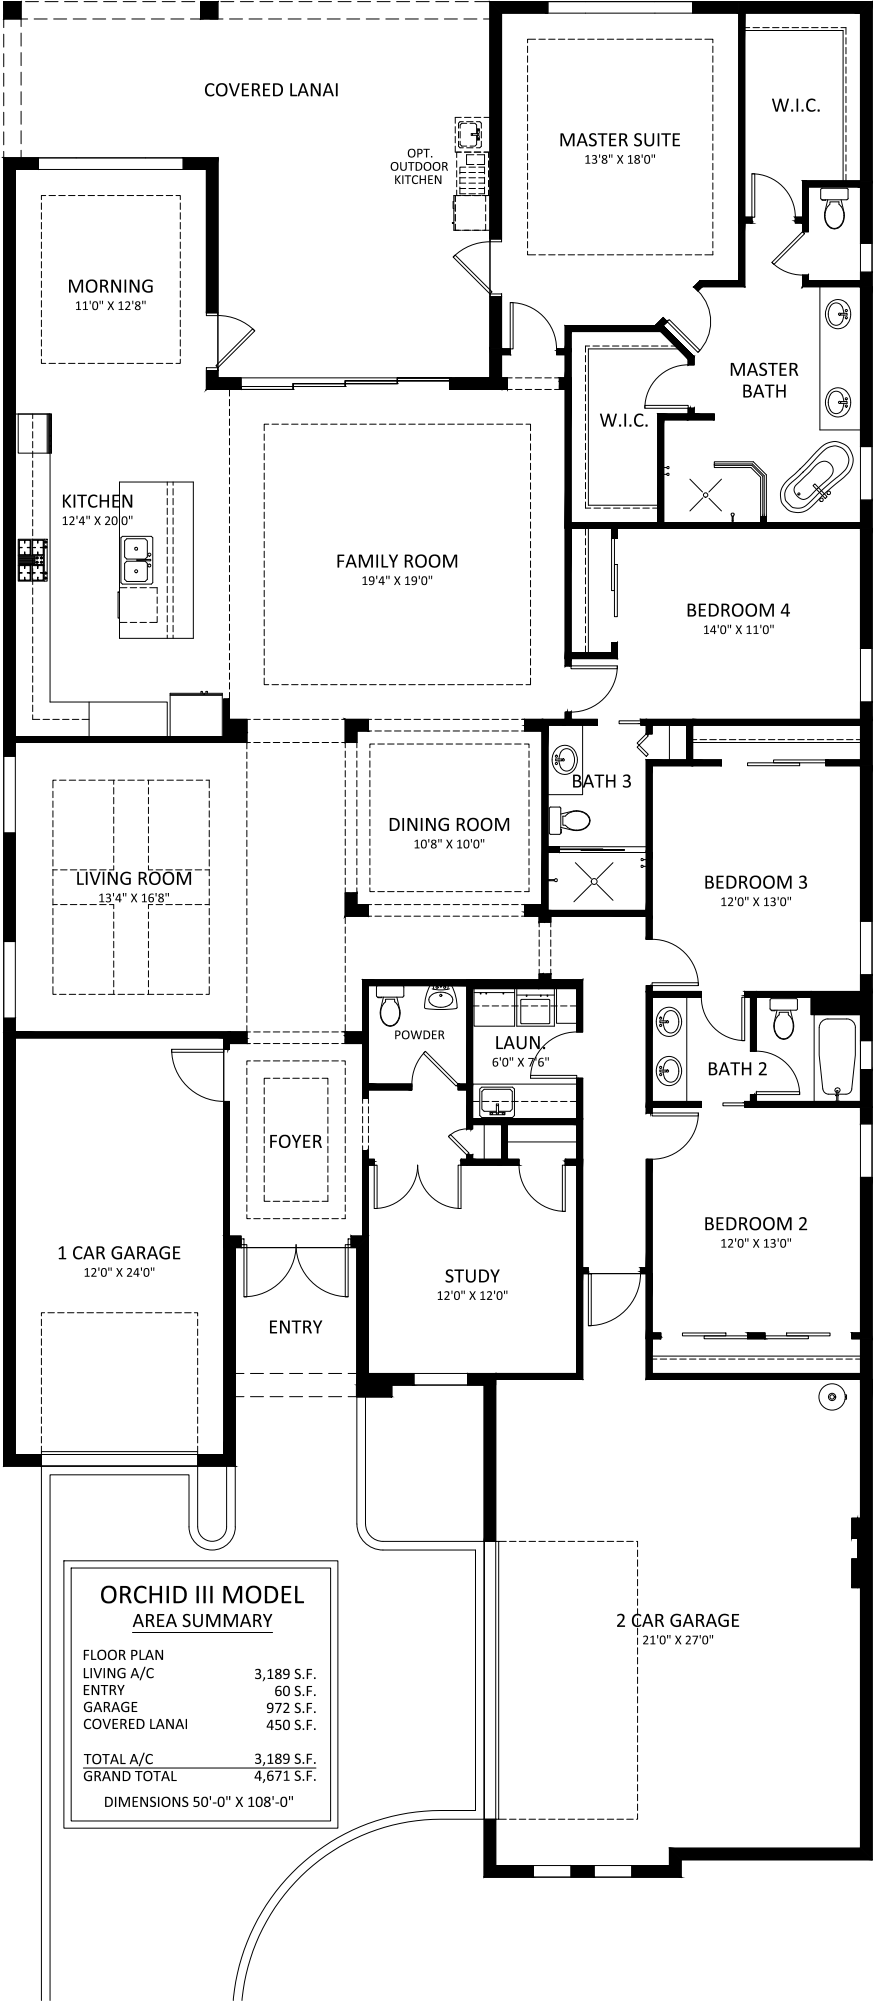 COVERED LANAI
OPT.
OUTDOOR
KITCHEN
MASTER SUITE
13'8" X 18'0"
W.I.C.
MORNING
11'0" X 12'8"
MASTER
BATH
W.I.C.
KITCHEN
12'4" X 20'0"
FAMILY ROOM
19'4" X 19'0"
BEDROOM 4
14'0" X 11'0"
BATH 3
DINING ROOM
10'8" X 10'0"
LIVING ROOM
13'4" X 16'8"
BEDROOM 3
12'0" X 13'0"
POWDER
LAUN.
6'0" X 7'6"
BATH 2
FOYER
1 CAR GARAGE
12'0" X 24'0"
STUDY
12'0" X 12'0"
BEDROOM 2
12'0" X 13'0"
ENTRY
2 CAR GARAGE
21'0" X 27'0"
ORCHID III MODEL
AREA SUMMARY
FLOOR PLAN
LIVING A/C 3,189 S.F.
ENTRY 60 S.F.
GARAGE 972 S.F.
COVERED LANAI 450 S.F.
TOTAL A/C 3,189 S.F.
GRAND TOTAL 4,671 S.F.
DIMENSIONS 50'-0" X 108'-0"